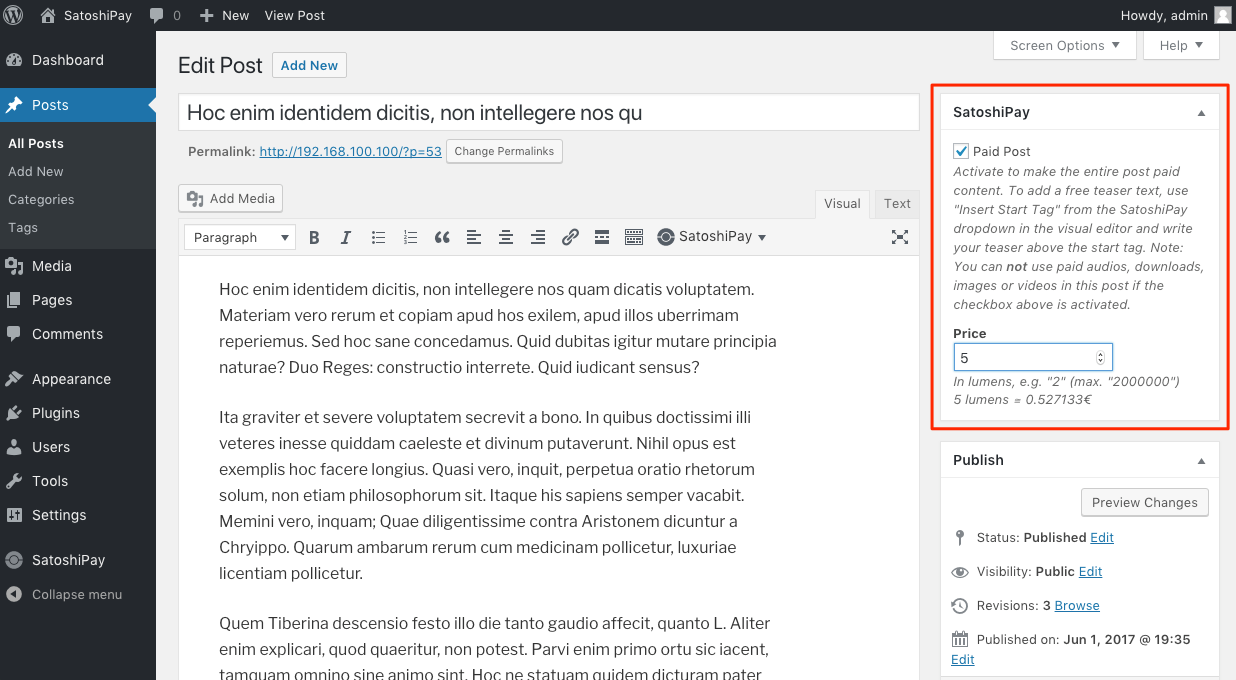 SatoshiPay 0 New View Post Howdy, admin
Dashboard
Posts
All Posts
Add New
Categories
Tags
Media
Pages
Comments
Appearance
Plugins
Users
Tools
Settings
SatoshiPay
Collapse menu
Screen Options Help
Edit Post Add New
Hoc enim identidem dicitis, non intellegere nos qu
Permalink: http://192.168.100.100/?p=53 Change Permalinks
Add Media
Visual Text
Paragraph B I SatoshiPay
Hoc enim identidem dicitis, non intellegere nos quam dicatis voluptatem.
Materiam vero rerum et copiam apud hos exilem, apud illos uberrimam
reperiemus. Sed hoc sane concedamus. Quid dubitas igitur mutare principia
naturae? Duo Reges: constructio interrete. Quid iudicant sensus?
Ita graviter et severe voluptatem secrevit a bono. In quibus doctissimi illi
veteres inesse quiddam caeleste et divinum putaverunt. Nihil opus est
exemplis hoc facere longius. Quasi vero, inquit, perpetua oratio rhetorum
solum, non etiam philosophorum sit. Itaque his sapiens semper vacabit.
Memini vero, inquam; Quae diligentissime contra Aristonem dicuntur a
Chryippo. Quarum ambarum rerum cum medicinam pollicetur, luxuriae
licentiam pollicetur.
Quem Tiberina descensio festo illo die tanto gaudio affecit, quanto L. Aliter
enim explicari, quod quaeritur, non potest. Parvi enim primo ortu sic iacent,
tamquam omnino sine animo sint. Hoc ne statuam quidem dicturam pater
SatoshiPay
Paid Post
Activate to make the entire post paid
content. To add a free teaser text, use
"Insert Start Tag" from the SatoshiPay
dropdown in the visual editor and write
your teaser above the start tag. Note:
You can not use paid audios, downloads,
images or videos in this post if the
checkbox above is activated.
Price
5
In lumens, e.g. "2" (max. "2000000")
5 lumens = 0.527133€
Publish
Preview Changes
Status: Published Edit
Visibility: Public Edit
Revisions: 3 Browse
Published on: Jun 1, 2017 @ 19:35
Edit